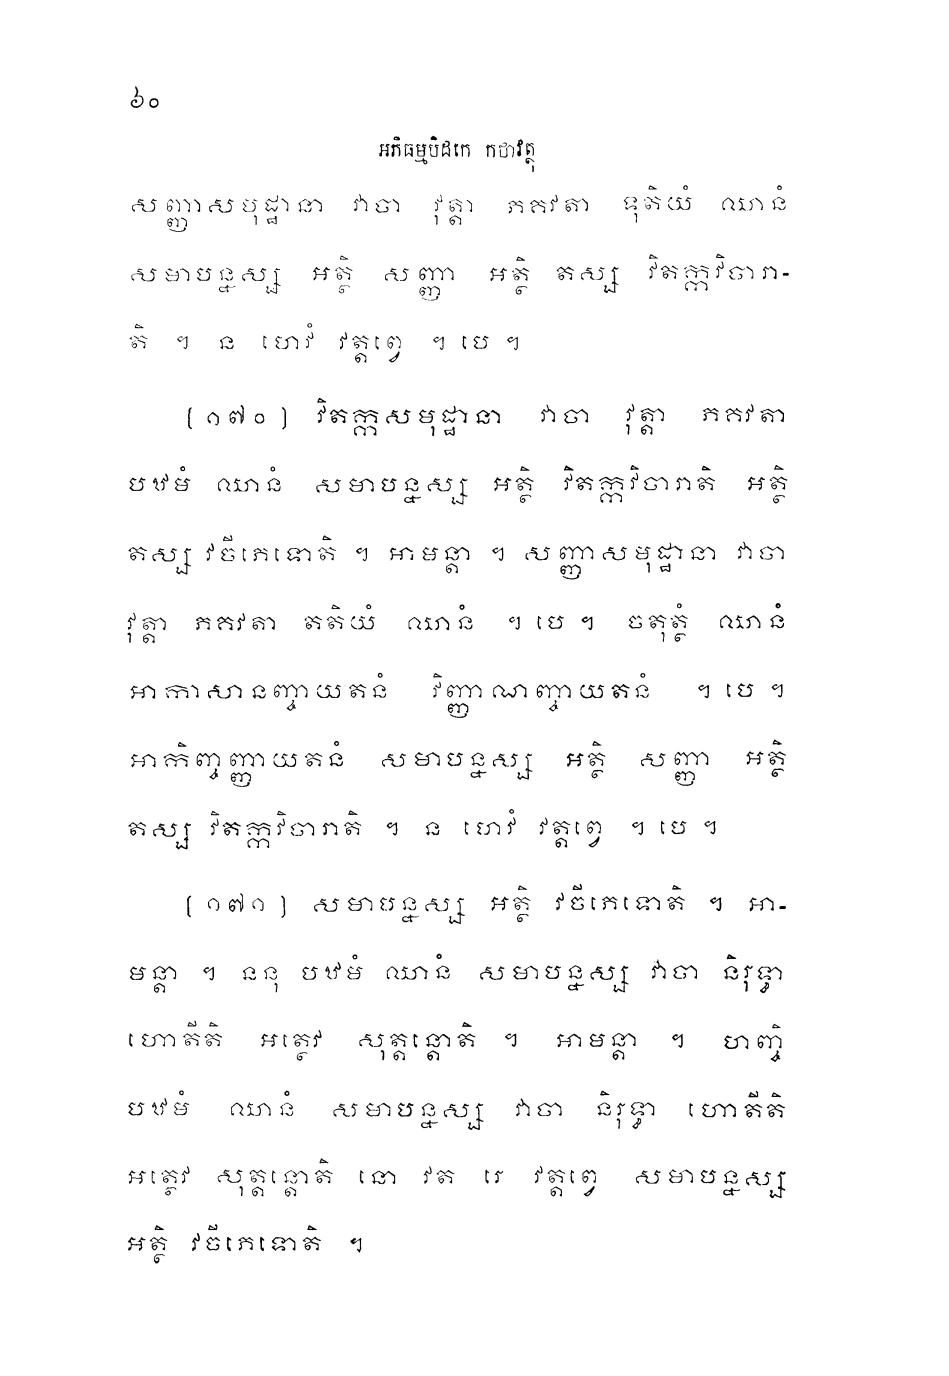 ៦០
អភិធម្មបិដកេ កថាវត្ថុ
សញ្ញាសមុដ្ឋានា វាចា វុត្តា ភគវតា ទុតិយំ ឈានំ
សមាបន្នស្ស អត្ថិ សញ្ញា អត្ថិ តស្ស វិតក្កវិចារា-
តិ ។ ន ហេវំ វត្តព្វេ ។ បេ ។
(១៧០) វិតក្កសមុដ្ឋានា វាចា វុត្តា ភគវតា
បឋមំ ឈានំ សមាបន្នស្ស អត្ថិ វិតក្កវិចារាតិ អត្ថិ
តស្ស វចីភេទោតិ ។ អាមន្តា ។ សញ្ញាសមុដ្ឋានា វាចា
វុត្តា ភគវតា តតិយំ ឈានំ ។ បេ ។ ចតុត្ថំ ឈានំ
អាកាសានញ្ចាយតនំ វិញ្ញាណញ្ចាយតនំ ។ បេ ។
អាកិញ្ចញ្ញាយតនំ សមាបន្នស្ស អត្ថិ សញ្ញា អត្ថិ
តស្ស វិតក្កវិចារាតិ ។ ន ហេវំ វត្តព្វេ ។ បេ ។
(១៧១) សមាបន្នស្ស អត្ថិ វចីភេទោតិ ។ អា-
មន្តា ។ ននុ បឋមំ ឈានំ សមាបន្នស្ស វាចា និរុទ្ធា
ហោតីតិ អត្ថេវ សុត្តន្តោតិ ។ អាមន្តា ។ ហញ្ចិ
បឋមំ ឈានំ សមាបន្នស្ស វាចា និរុទ្ធា ហោតីតិ
អត្ថេវ សុត្តន្តោតិ នោ វត រេ វត្តព្វេ សមាបន្នស្ស
អត្ថិ វចីភេទោតិ ។